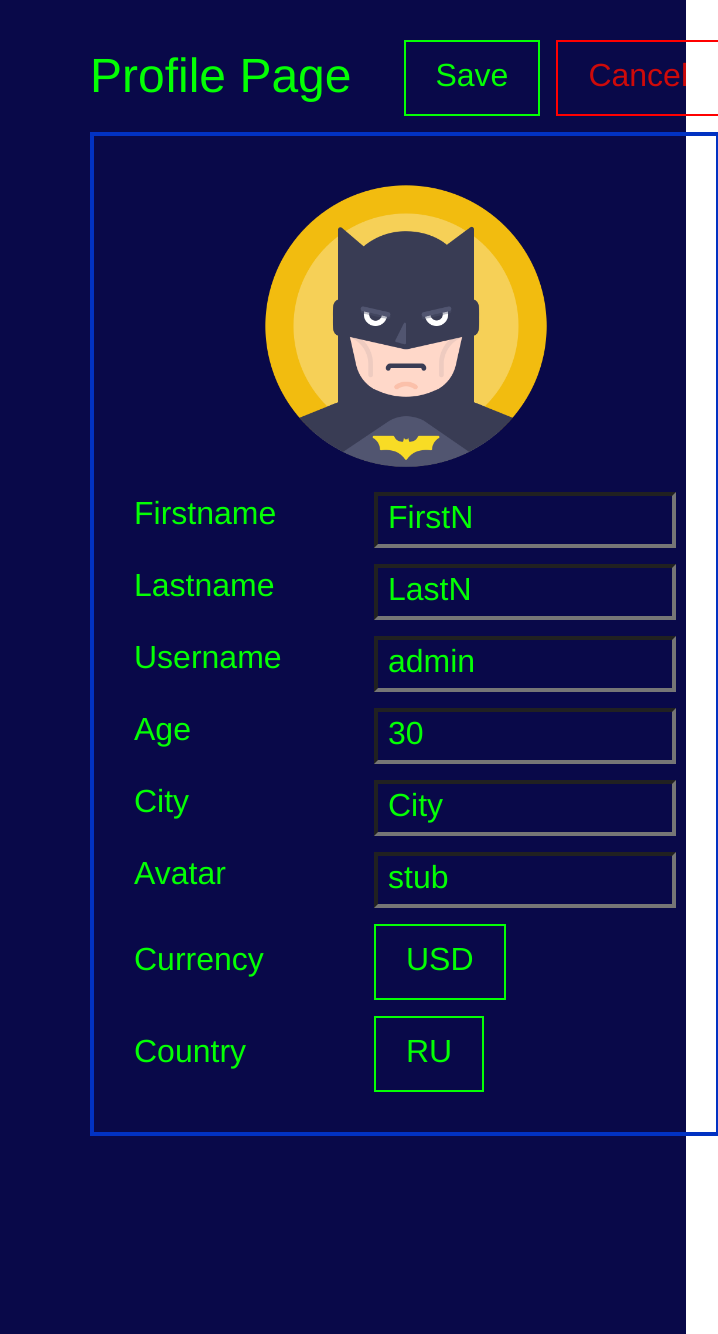 Profile Page Save Cancel
Firstname FirstN
Lastname LastN
Username admin
Age 30
City City
Avatar stub
Currency USD
Country RU